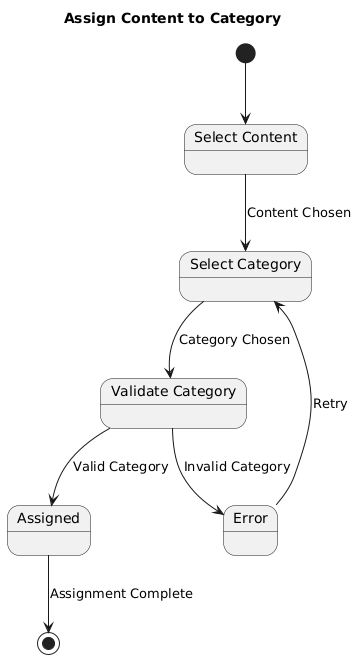 Assign Content to Category
Select Content
Content Chosen
Select Category
Category Chosen
Retry
Validate Category
Valid Category
Invalid Category
Assigned
Error
Assignment Complete